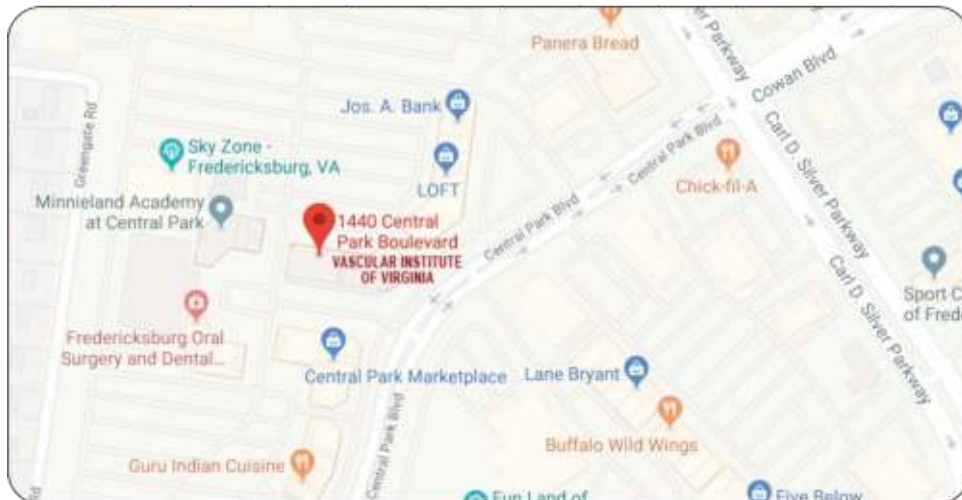 Panera Bread
Silver Parkway
Cowan Blvd
Jos. A. Bank
Greengate Rd
Sky Zone -
Fredericksburg, VA
Central Park Blvd
Carl D. Silver Parkway
LOFT
Chick-fil-A
Minnieland Academy
at Central Park
1440 Central
Park Boulevard
VASCULAR INSTITUTE
OF VIRGINIA
Central Park Blvd
Carl D. Silver Parkway
Sport C
of Frede
Fredericksburg Oral
Surgery and Dental...
Central Park Marketplace
Lane Bryant
Central Park Blvd
Buffalo Wild Wings
Guru Indian Cuisine
Fun Land of
Five Below